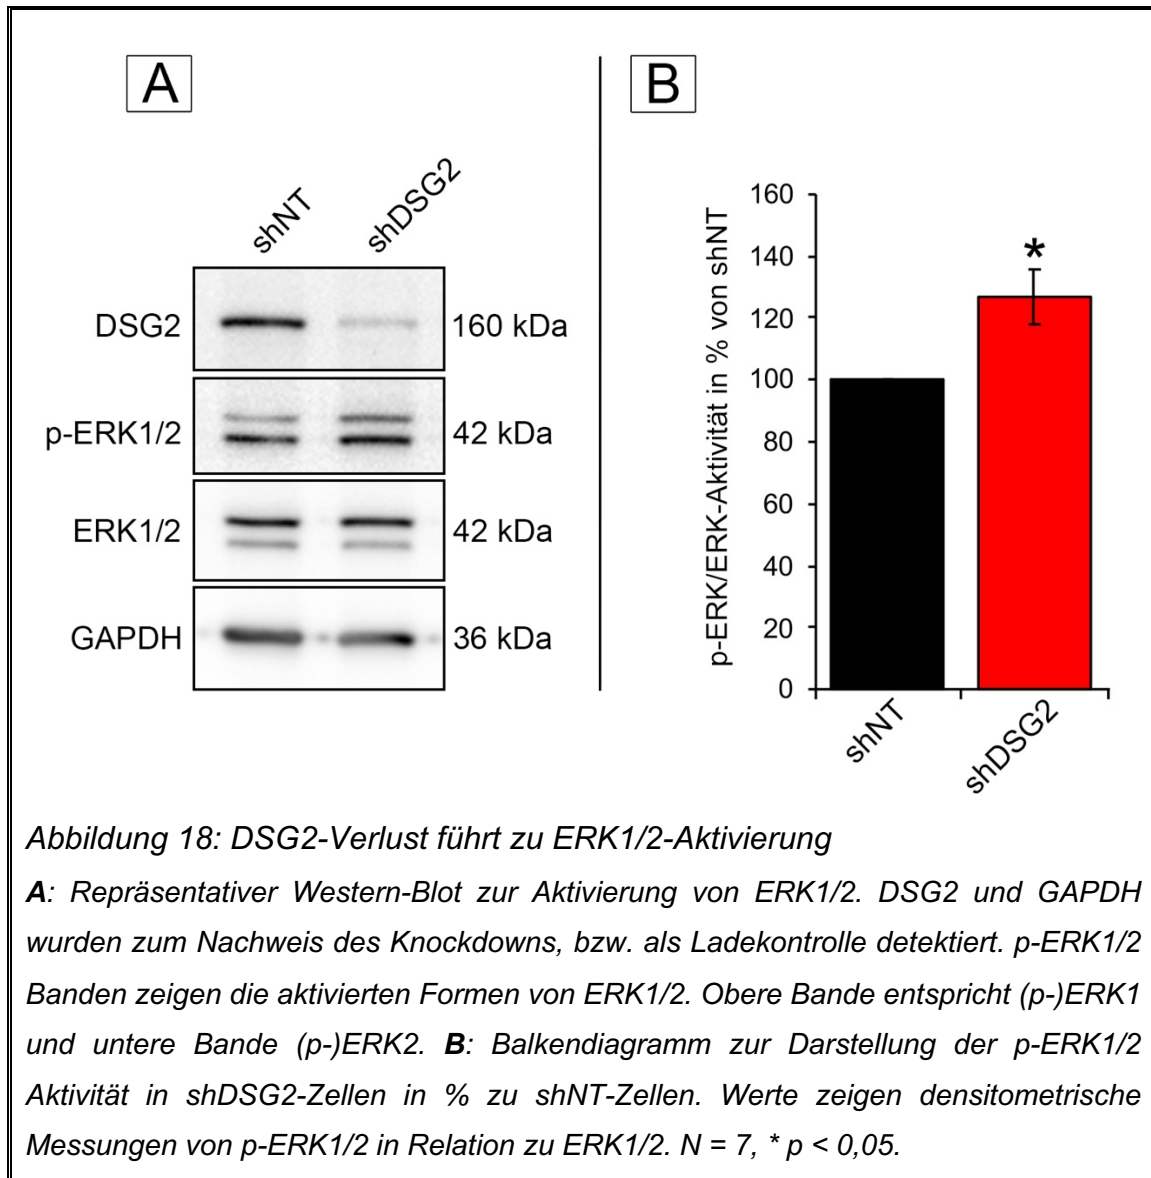 A
B
shNT
shDSG2
DSG2
160 kDa
p-ERK1/2
42 kDa
ERK1/2
42 kDa
GAPDH
36 kDa
p-ERK/ERK-Aktivität in % von shNT
160
140
120
100
80
60
40
20
0
*
shNT
shDSG2
Abbildung 18: DSG2-Verlust führt zu ERK1/2-Aktivierung
A: Repräsentativer Western-Blot zur Aktivierung von ERK1/2. DSG2 und GAPDH
wurden zum Nachweis des Knockdowns, bzw. als Ladekontrolle detektiert. p-ERK1/2
Banden zeigen die aktivierten Formen von ERK1/2. Obere Bande entspricht (p-)ERK1
und untere Bande (p-)ERK2. B: Balkendiagramm zur Darstellung der p-ERK1/2
Aktivität in shDSG2-Zellen in % zu shNT-Zellen. Werte zeigen densitometrische
Messungen von p-ERK1/2 in Relation zu ERK1/2. N = 7, * p < 0,05.